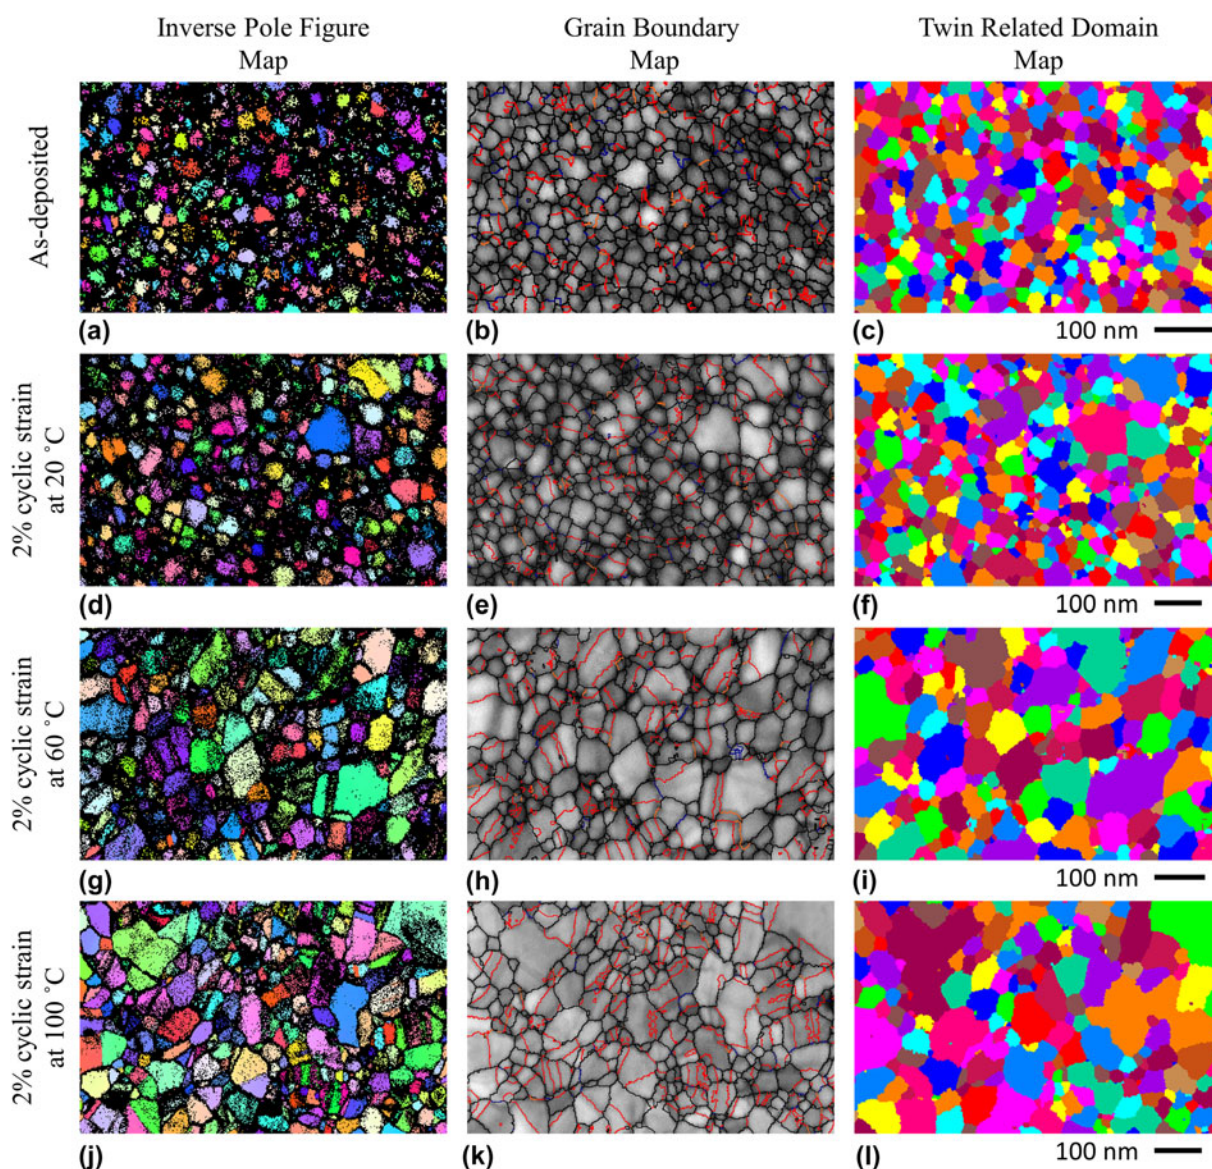 Inverse Pole Figure
Map
Grain Boundary
Map
Twin Related Domain
Map
As-deposited
(a)
(b)
(c)
100 nm
2% cyclic strain
at 20 °C
(d)
(e)
(f)
100 nm
2% cyclic strain
at 60 °C
(g)
(h)
(i)
100 nm
2% cyclic strain
at 100 °C
(j)
(k)
(l)
100 nm